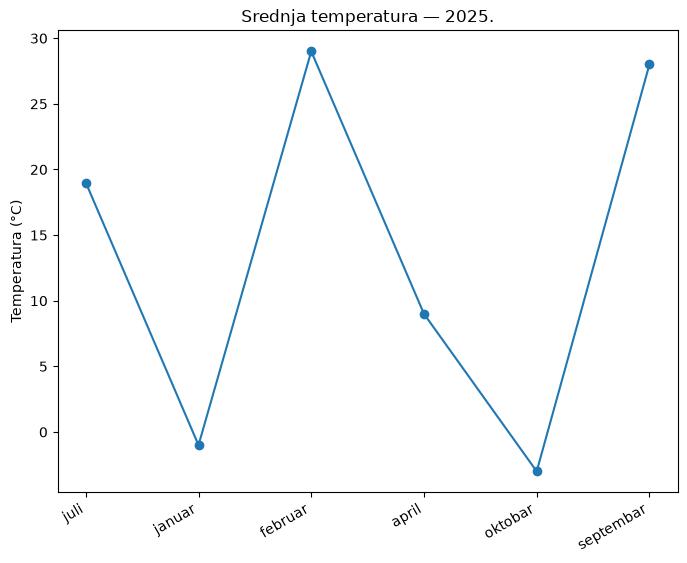 Srednja temperatura — 2025.
Temperatura (°C)
30
25
20
15
10
5
0
juli
januar
februar
april
oktobar
septembar